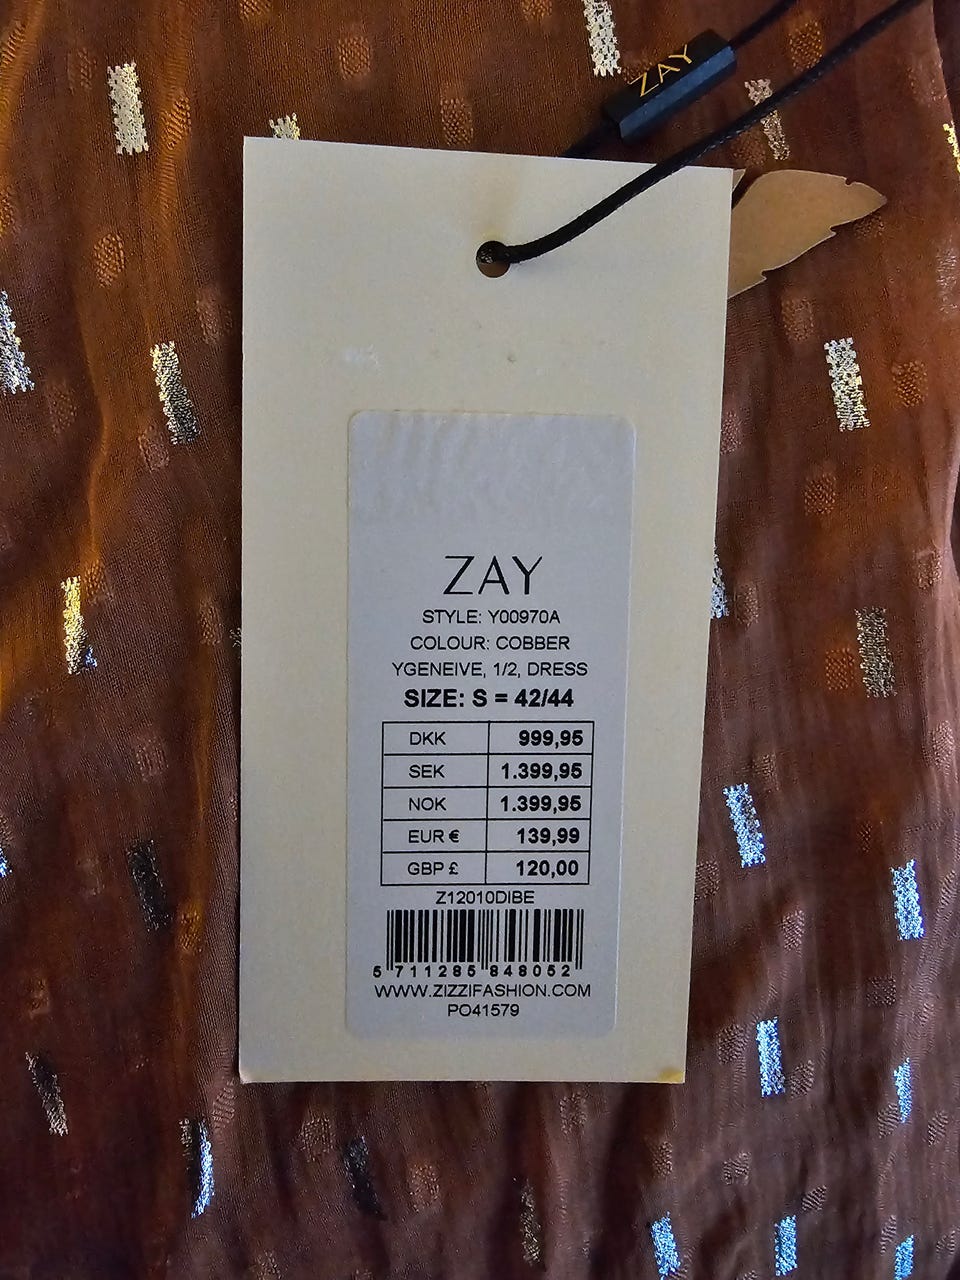 ZAY
ZAY
STYLE: Y00970A
COLOUR: COBBER
YGENEIVE, 1/2, DRESS
SIZE: S = 42/44
DKK 999,95
SEK 1.399,95
NOK 1.399,95
EUR € 139,99
GBP £ 120,00
Z12010DIBE
5 711285 848052
WWW.ZIZZIFASHION.COM
PO41579